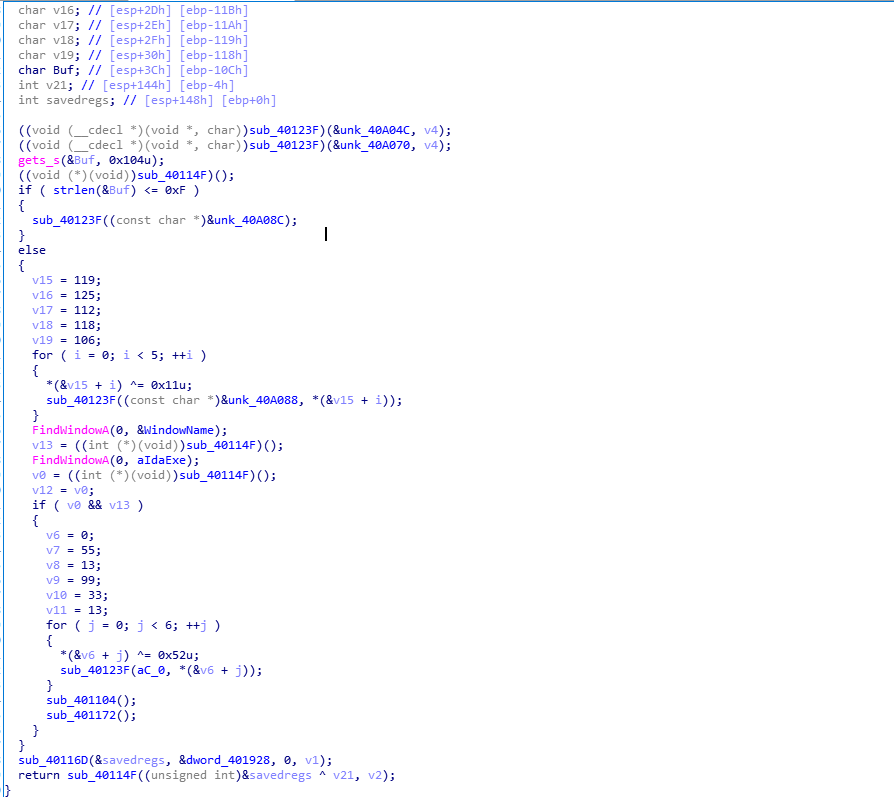 char v16; // [esp+2Dh] [ebp-11Bh]
char v17; // [esp+2Eh] [ebp-11Ah]
char v18; // [esp+2Fh] [ebp-119h]
char v19; // [esp+30h] [ebp-118h]
char Buf; // [esp+3Ch] [ebp-10Ch]
int v21; // [esp+144h] [ebp-4h]
int savedregs; // [esp+148h] [ebp+0h]

((void (__cdecl *)(void *, char))sub_40123F)(&unk_40A04C, v4);
((void (__cdecl *)(void *, char))sub_40123F)(&unk_40A070, v4);
gets_s(&Buf, 0x104u);
((void (*)(void))sub_40114F)();
if ( strlen(&Buf) <= 0xF )
{
  sub_40123F((const char *)&unk_40A08C);
}
else
{
  v15 = 119;
  v16 = 125;
  v17 = 112;
  v18 = 118;
  v19 = 106;
  for ( i = 0; i < 5; ++i )
  {
    *(&v15 + i) ^= 0x11u;
    sub_40123F((const char *)&unk_40A088, *(&v15 + i));
  }
  FindWindowA(0, &WindowName);
  v13 = ((int (*)(void))sub_40114F)();
  FindWindowA(0, aIdaExe);
  v0 = ((int (*)(void))sub_40114F)();
  v12 = v0;
  if ( v0 && v13 )
  {
    v6 = 0;
    v7 = 55;
    v8 = 13;
    v9 = 99;
    v10 = 33;
    v11 = 13;
    for ( j = 0; j < 6; ++j )
    {
      *(&v6 + j) ^= 0x52u;
      sub_40123F(aC_0, *(&v6 + j));
    }
    sub_401104();
    sub_401172();
  }
}
sub_40116D(&savedregs, &dword_401928, 0, v1);
return sub_40114F((unsigned int)&savedregs ^ v21, v2);
}